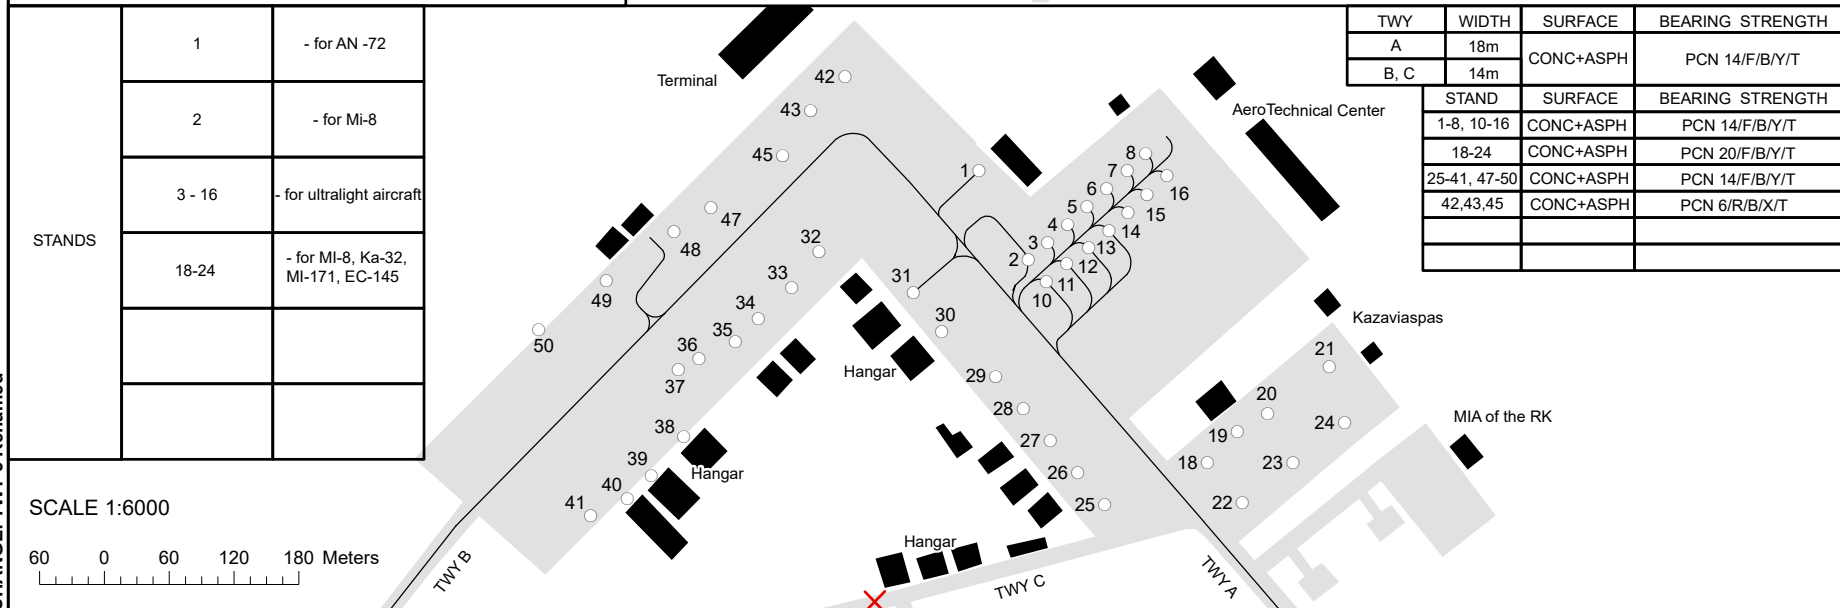 STANDS
1 - for AN -72
2 - for Mi-8
3 - 16 - for ultralight aircraft
18-24 - for MI-8, Ka-32,
MI-171, EC-145
SCALE 1:6000
60 0 60 120 180 Meters
TWY WIDTH SURFACE BEARING STRENGTH
A 18m CONC+ASPH PCN 14/F/B/Y/T
B, C 14m
STAND SURFACE BEARING STRENGTH
1-8, 10-16 CONC+ASPH PCN 14/F/B/Y/T
18-24 CONC+ASPH PCN 20/F/B/Y/T
25-41, 47-50 CONC+ASPH PCN 14/F/B/Y/T
42,43,45 CONC+ASPH PCN 6/R/B/X/T
Terminal
42
43
45
47
48
49
50
1
AeroTechnical Center
8
7
6
5
4
3
2
16
15
14
13
12
11
10
32
33
34
35
36
37
38
39
40
41
31
30
29
28
27
26
25
Hangar
Hangar
Hangar
Kazaviaspas
21
20
19
18
24
23
22
MIA of the RK
TWY B
TWY C
TWY A